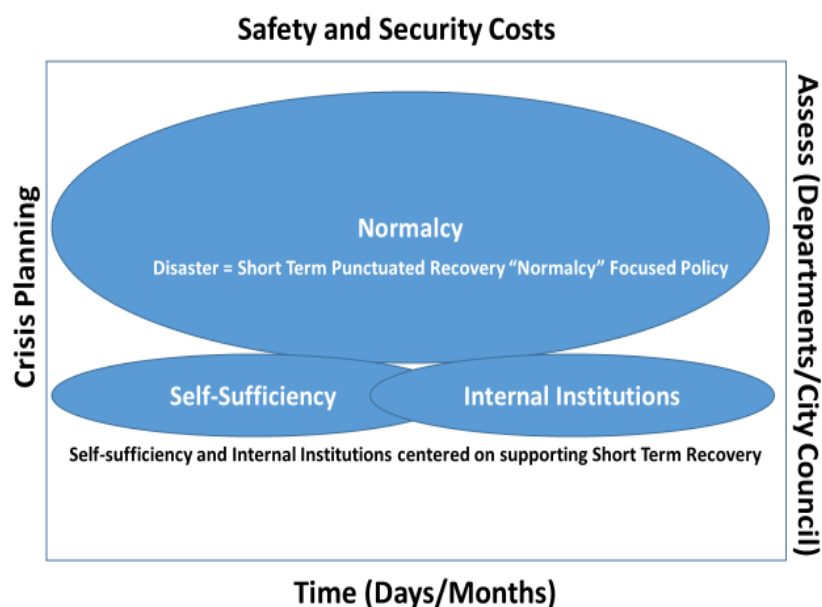 Safety and Security Costs
Crisis Planning
Assess (Departments/City Council)
Normalcy
Disaster = Short Term Punctuated Recovery “Normalcy” Focused Policy
Self-Sufficiency
Internal Institutions
Self-sufficiency and Internal Institutions centered on supporting Short Term Recovery
Time (Days/Months)